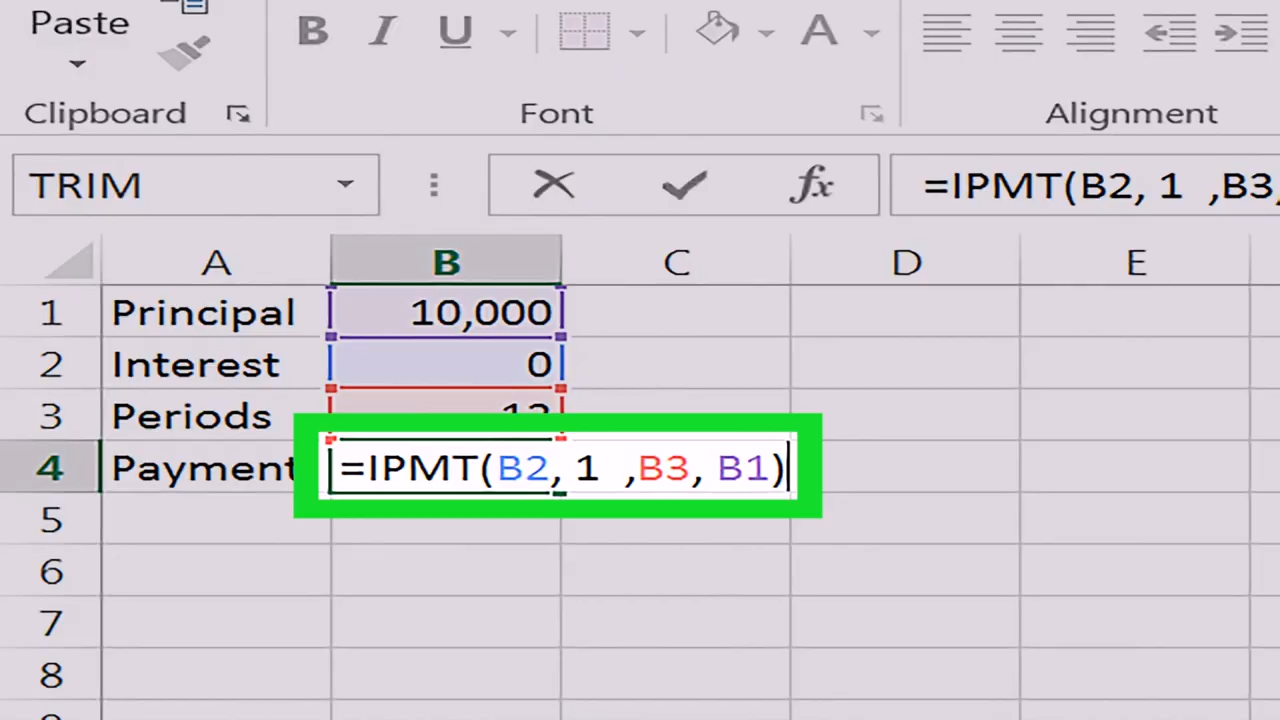 Paste
B I U A
Clipboard Font Alignment
TRIM fx =IPMT(B2, 1 ,B3,
A B C D E
1 Principal 10,000
2 Interest 0
3 Periods 12
4 Payment =IPMT(B2, 1 ,B3, B1)
5
6
7
8